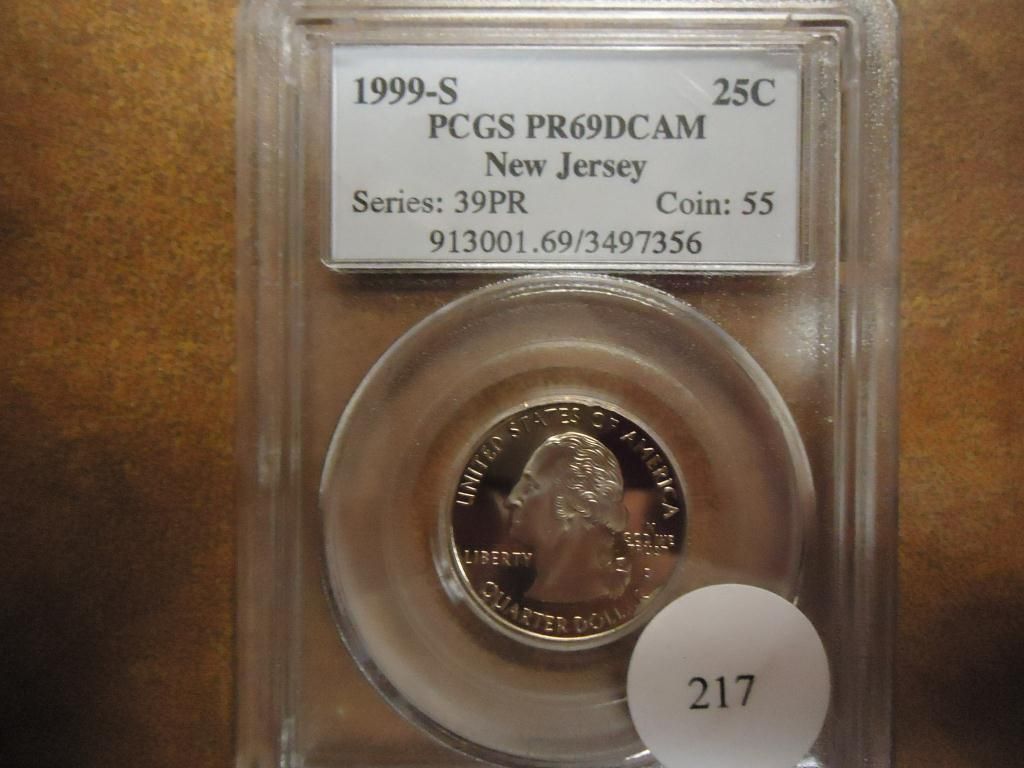 1999-S 25C
PCGS PR69DCAM
New Jersey
Series: 39PR Coin: 55
913001.69/3497356
UNITED STATES OF AMERICA
LIBERTY
QUARTER DOLL
217